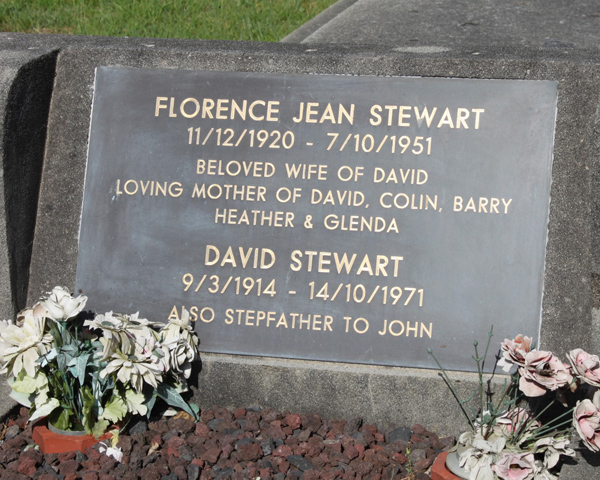 FLORENCE JEAN STEWART
11/12/1920 - 7/10/1951
BELOVED WIFE OF DAVID
LOVING MOTHER OF DAVID, COLIN, BARRY
HEATHER & GLENDA
DAVID STEWART
9/3/1914 - 14/10/1971
ALSO STEPFATHER TO JOHN